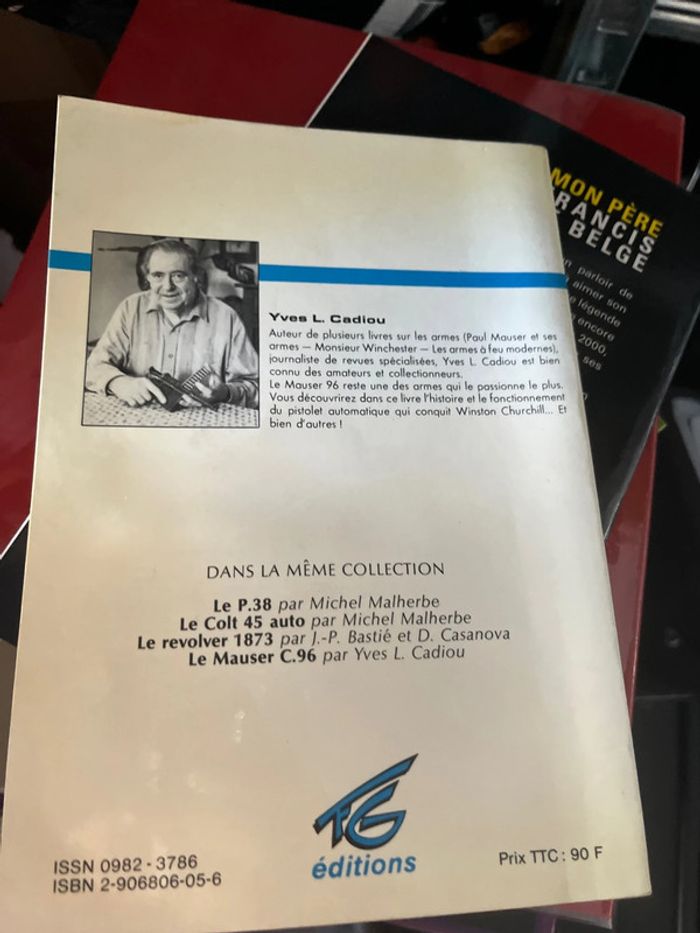 MON PÈRE
FRANCIS
BELGE
parloir de
aimer son
légende
encore
2000,
ses
Yves L. Cadiou
Auteur de plusieurs livres sur les armes (Paul Mauser et ses
armes — Monsieur Winchester — Les armes à feu modernes),
journaliste de revues spécialisées, Yves L. Cadiou est bien
connu des amateurs et collectionneurs.
Le Mauser 96 reste une des armes qui le passionne le plus.
Vous découvrirez dans ce livre l'histoire et le fonctionnement
du pistolet automatique qui conquit Winston Churchill... Et
bien d'autres !
DANS LA MÊME COLLECTION
Le P.38 par Michel Malherbe
Le Colt 45 auto par Michel Malherbe
Le revolver 1873 par J.-P. Bastié et D. Casanova
Le Mauser C.96 par Yves L. Cadiou
éditions
ISSN 0982 - 3786
ISBN 2-906806-05-6
Prix TTC : 90 F